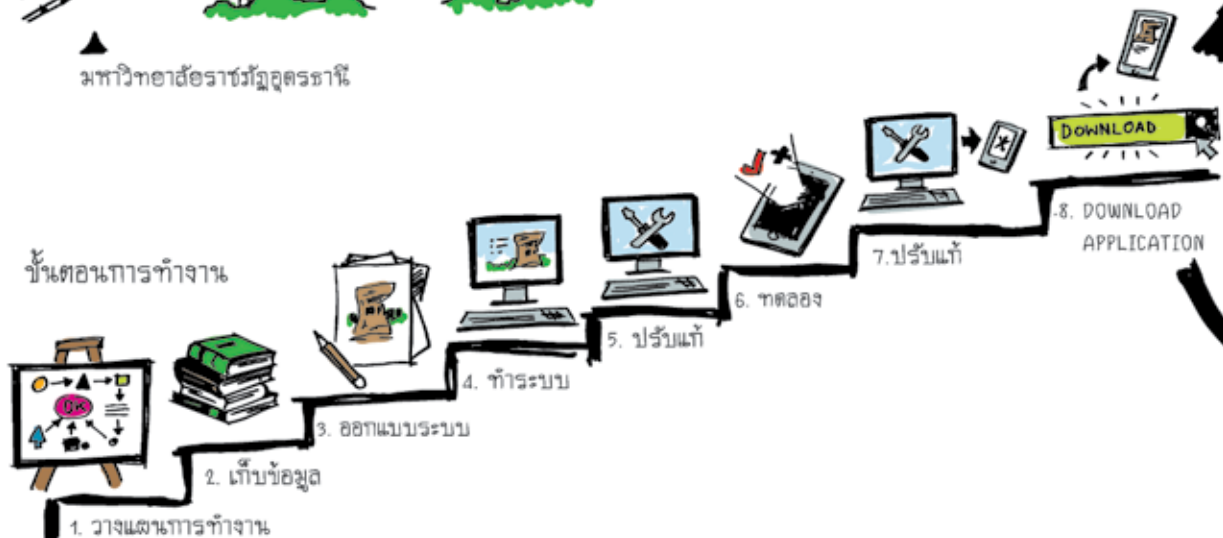 มหาวิทยาลัยราชภัฏอุดรธานี
ขั้นตอนการทำงาน
1. วางแผนการทำงาน
2. เก็บข้อมูล
3. ออกแบบระบบ
4. ทำระบบ
5. ปรับแก้
6. ทดลอง
7.ปรับแก้
8. DOWNLOAD
APPLICATION
DOWNLOAD
OK